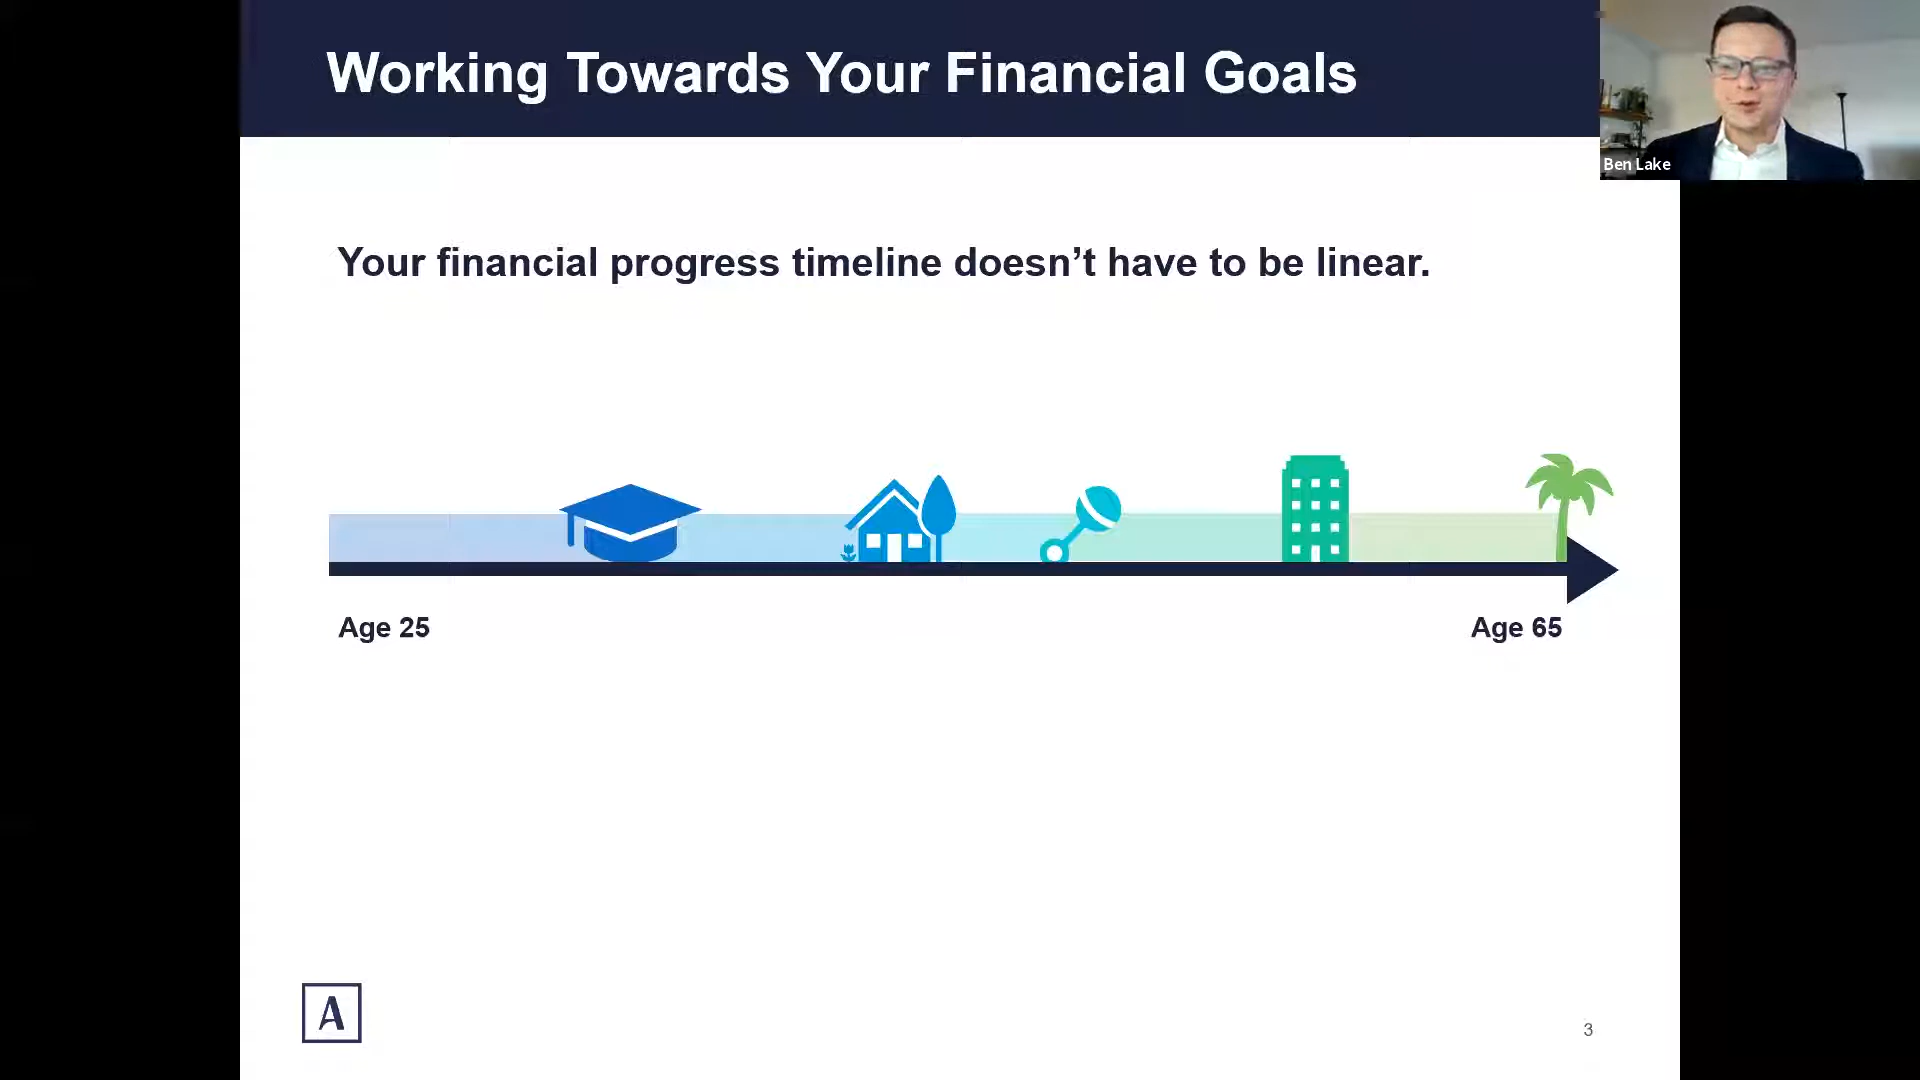 Working Towards Your Financial Goals
Ben Lake
Your financial progress timeline doesn’t have to be linear.
Age 25
Age 65
A
3